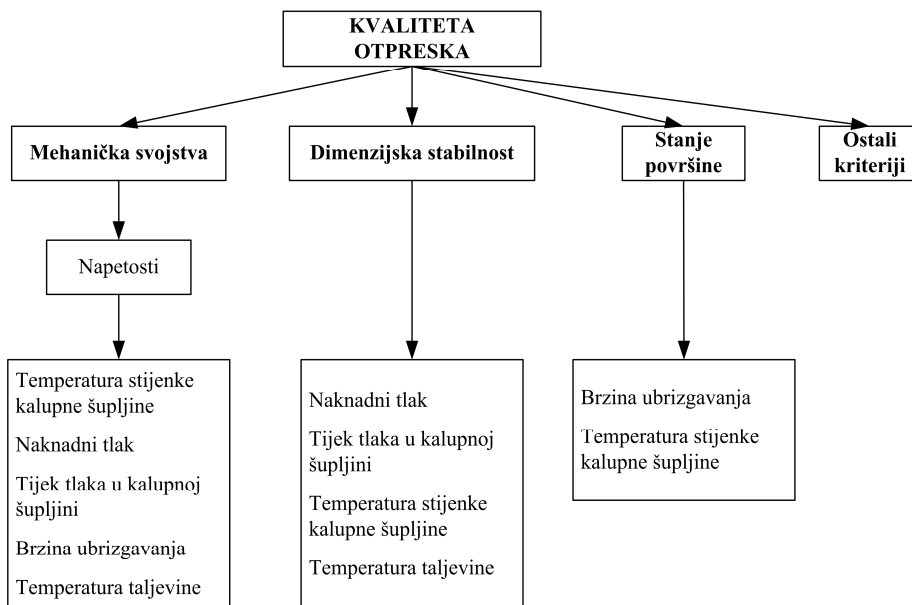 KVALITETA
OTPRESKA
Mehanička svojstva
Dimenzijska stabilnost
Stanje
površine
Ostali
kriteriji
Napetosti
Temperatura stijenke
kalupne šupljine
Naknadni tlak
Tijek tlaka u kalupnoj
šupljini
Brzina ubrizgavanja
Temperatura taljevine
Naknadni tlak
Tijek tlaka u kalupnoj
šupljini
Temperatura stijenke
kalupne šupljine
Temperatura taljevine
Brzina ubrizgavanja
Temperatura stijenke
kalupne šupljine